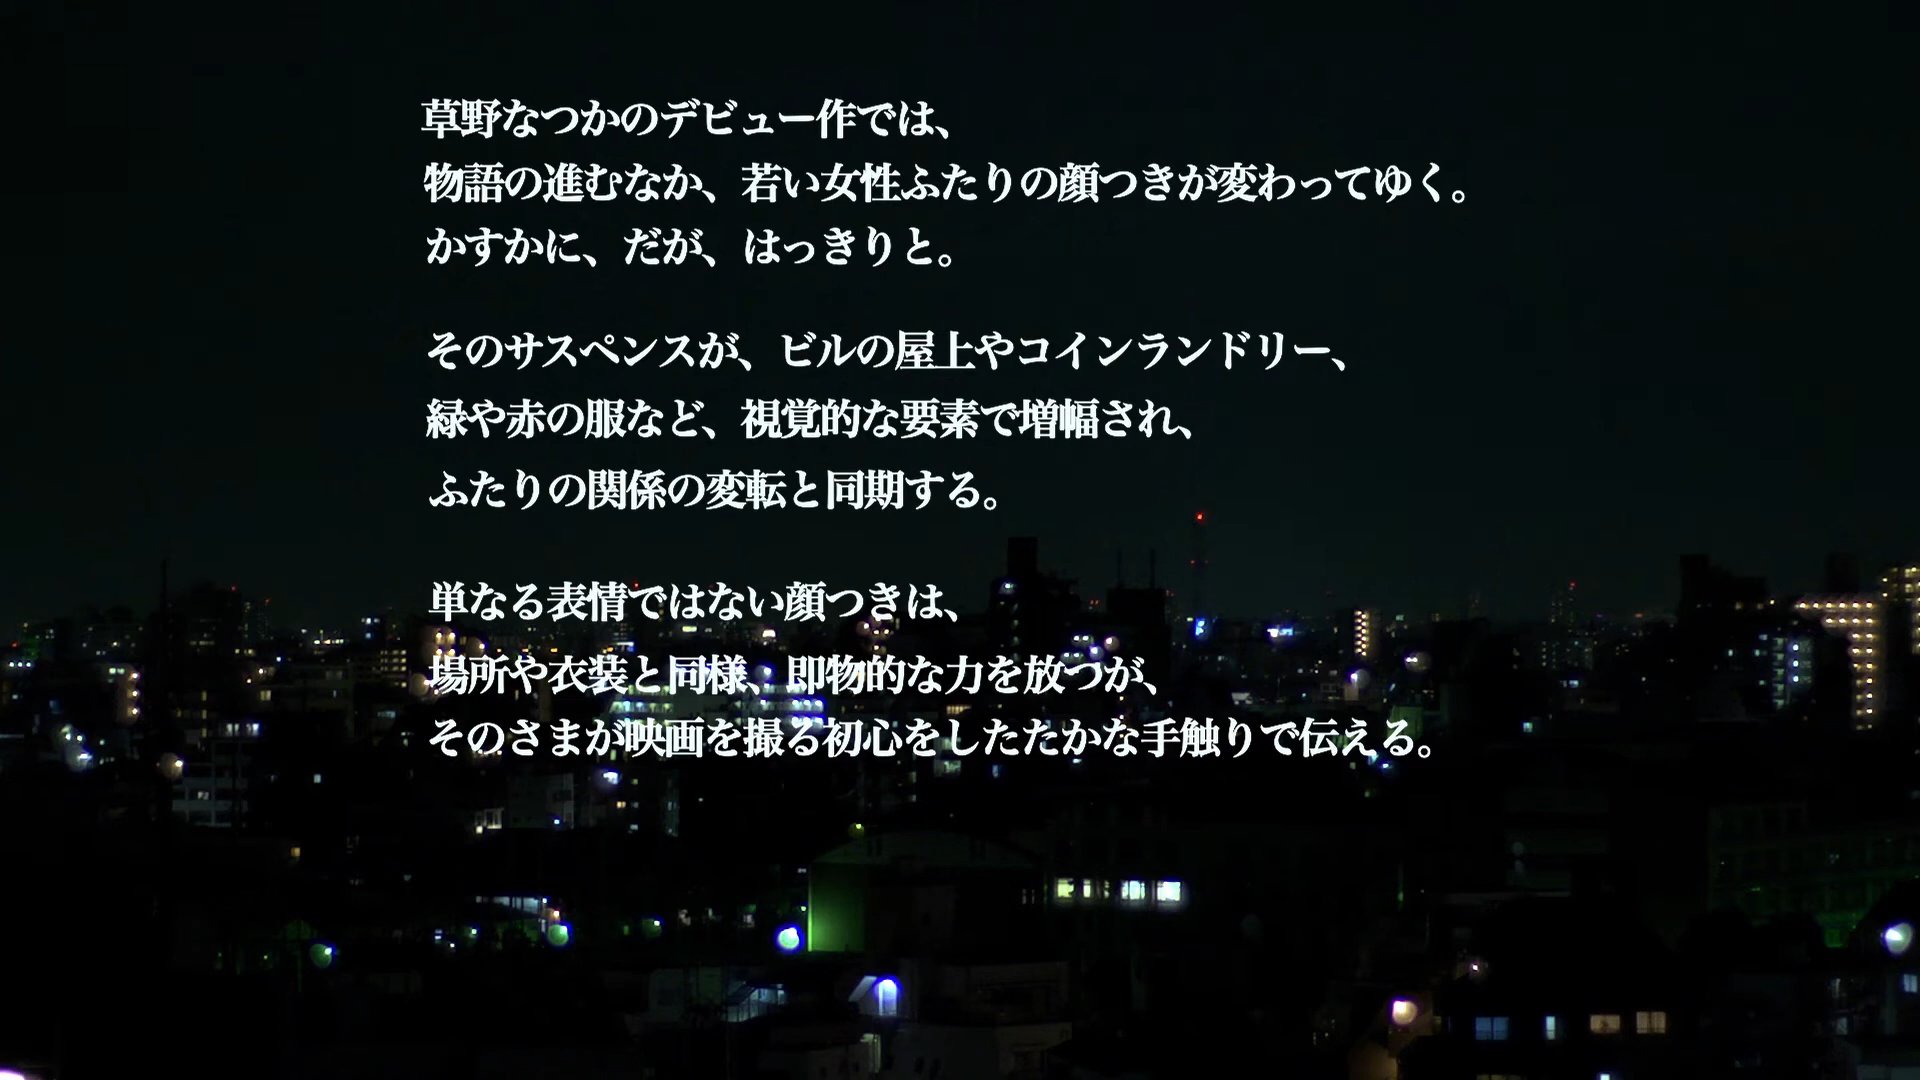 草野なつかのデビュー作では、
物語の進むなか、若い女性ふたりの顔つきが変わってゆく。
かすかに、だが、はっきりと。
そのサスペンスが、ビルの屋上やコインランドリー、
緑や赤の服など、視覚的な要素で増幅され、
ふたりの関係の変転と同期する。
単なる表情ではない顔つきは、
場所や衣装と同様、即物的な力を放つが、
そのさまが映画を撮る初心をしたたかな手触りで伝える。